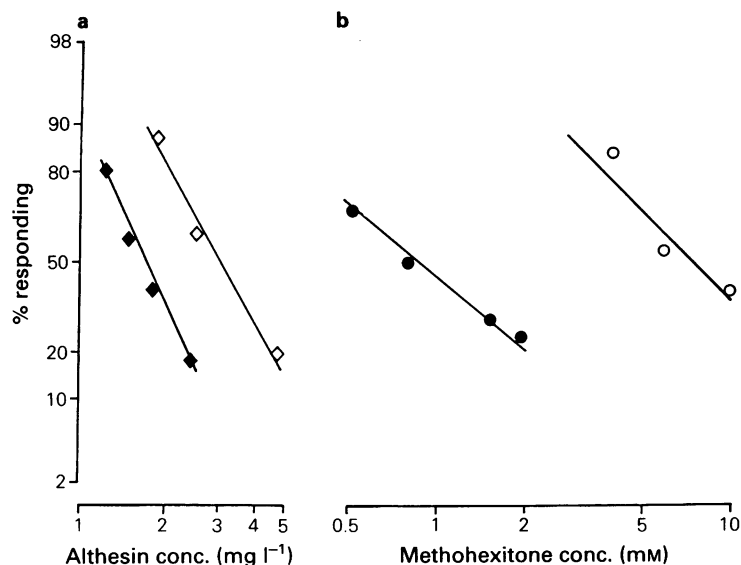 a
b
98
90
80
50
20
10
2
% responding
1 2 3 4 5
0.5 1 2 5 10
Althesin conc. (mg l⁻¹)
Methohexitone conc. (mM)